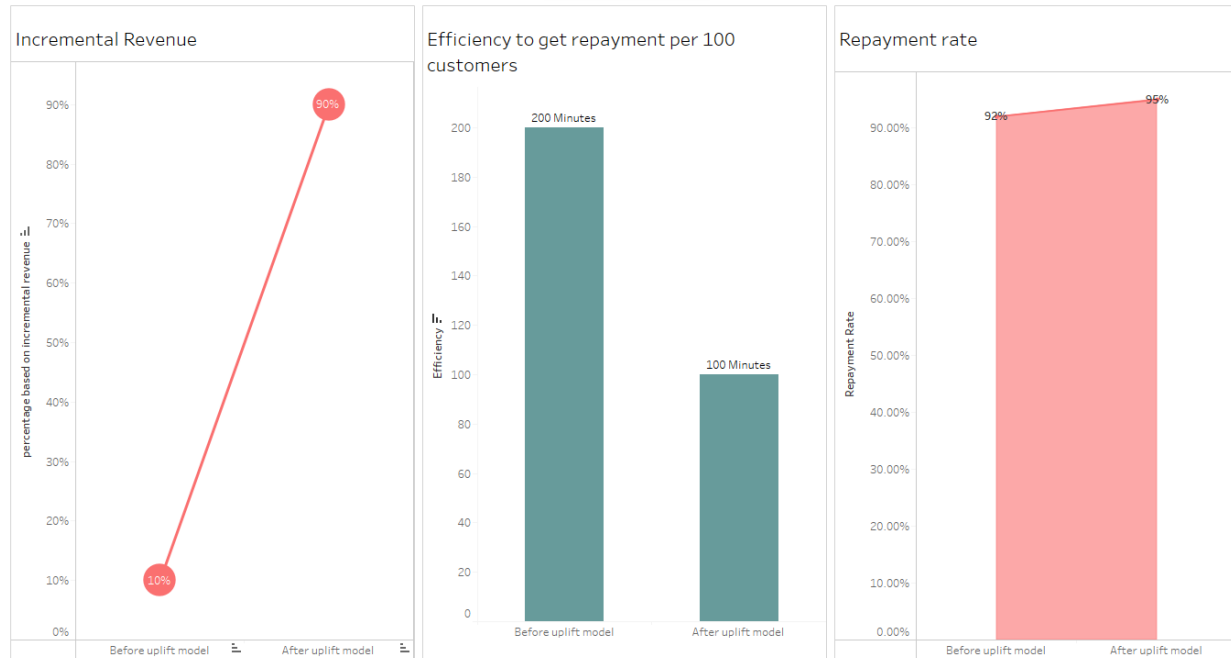 Incremental Revenue
percentage based on incremental revenue
90%
80%
70%
60%
50%
40%
30%
20%
10%
0%
90%
10%
Before uplift model
After uplift model
Efficiency to get repayment per 100
customers
Efficiency
200
180
160
140
120
100
80
60
40
20
0
200 Minutes
100 Minutes
Before uplift model
After uplift model
Repayment rate
Repayment Rate
90.00%
80.00%
70.00%
60.00%
50.00%
40.00%
30.00%
20.00%
10.00%
0.00%
92%
95%
Before uplift model
After uplift model